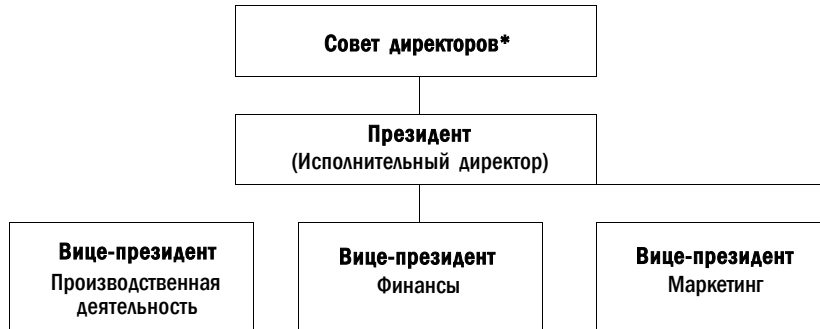 Совет директоров*
Президент
(Исполнительный директор)
Вице-президент
Производственная
деятельность
Вице-президент
Финансы
Вице-президент
Маркетинг